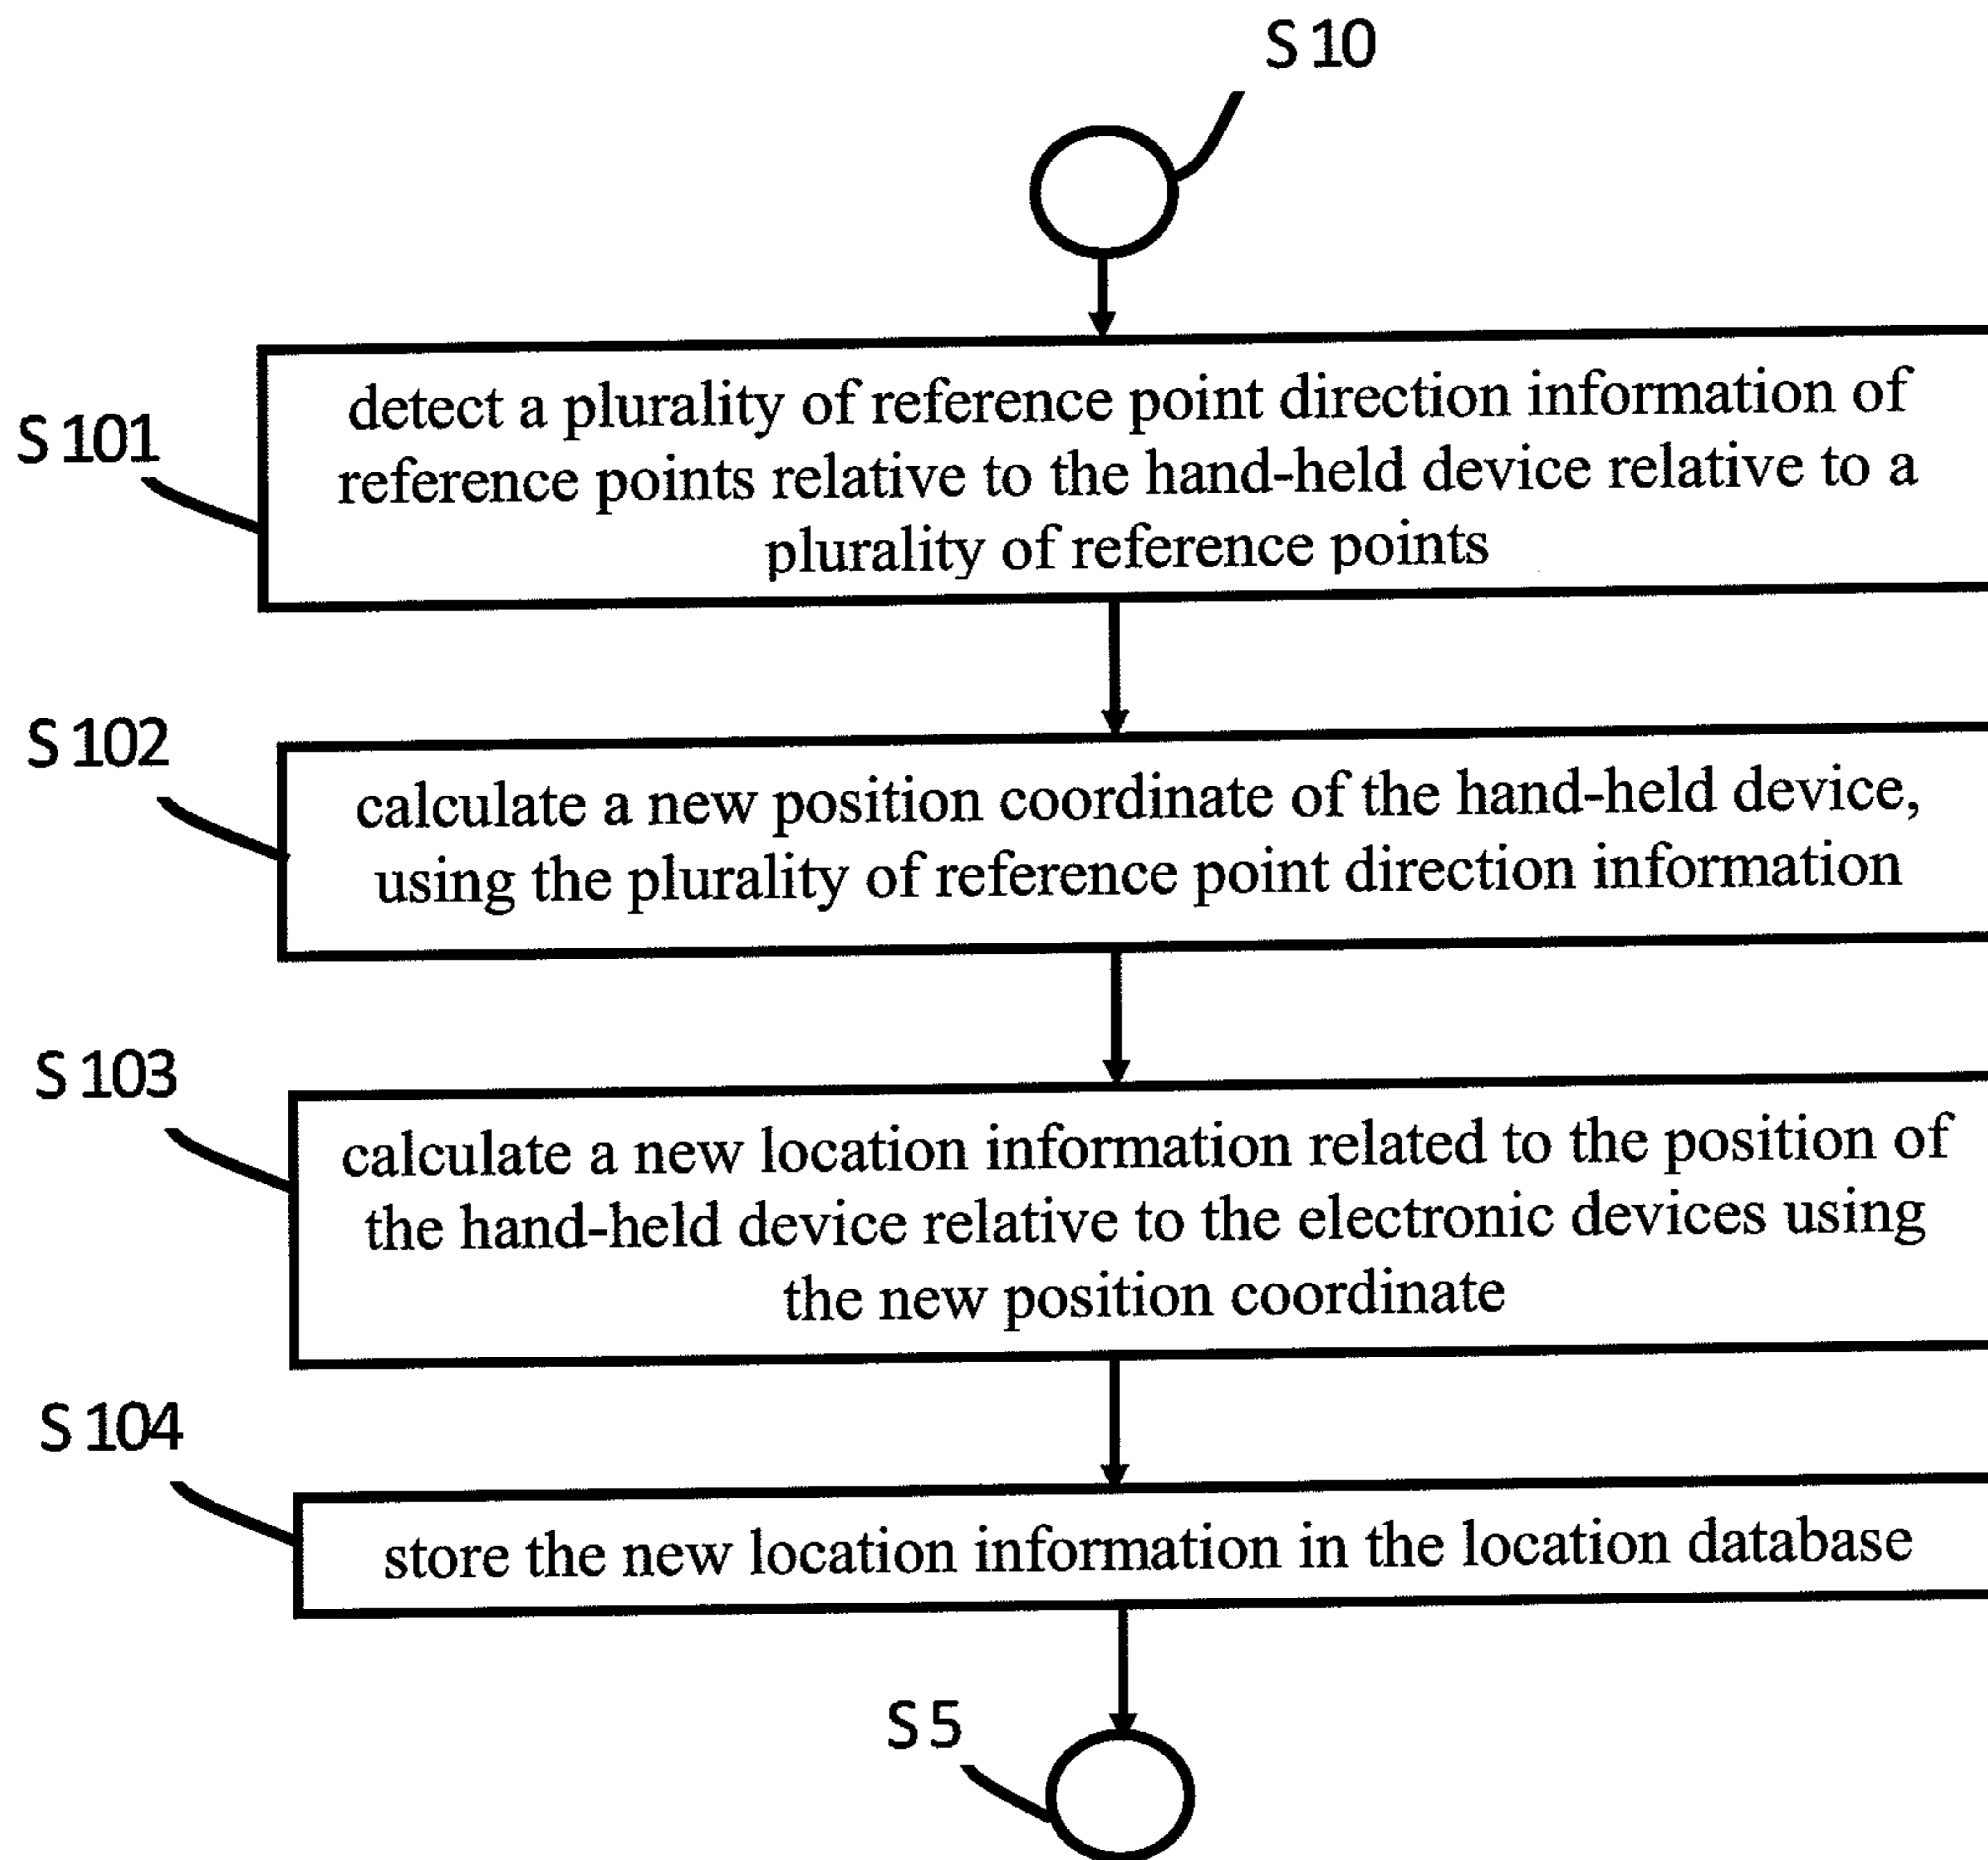 S 10
S 101
detect a plurality of reference point direction information of
reference points relative to the hand-held device relative to a
plurality of reference points
S 102
calculate a new position coordinate of the hand-held device,
using the plurality of reference point direction information
S 103
calculate a new location information related to the position of
the hand-held device relative to the electronic devices using
the new position coordinate
S 104
store the new location information in the location database
S 5